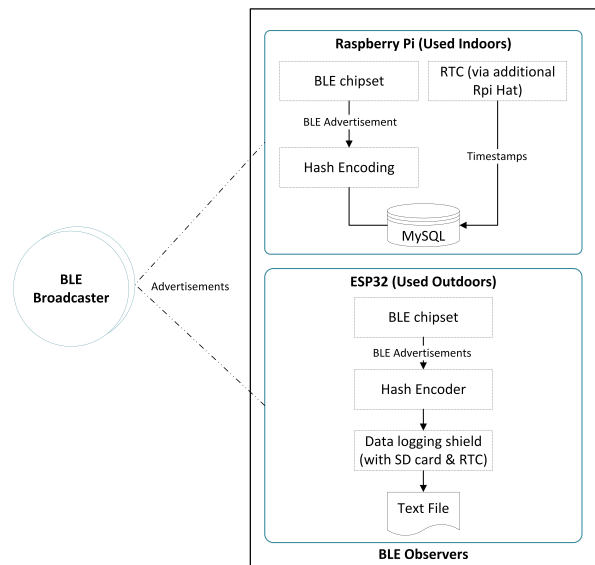 Raspberry Pi (Used Indoors)
BLE chipset
RTC (via additional
Rpi Hat)
BLE Advertisement
Timestamps
Hash Encoding
MySQL
BLE
Broadcaster
Advertisements
ESP32 (Used Outdoors)
BLE chipset
BLE Advertisements
Hash Encoder
Data logging shield
(with SD card & RTC)
Text File
BLE Observers